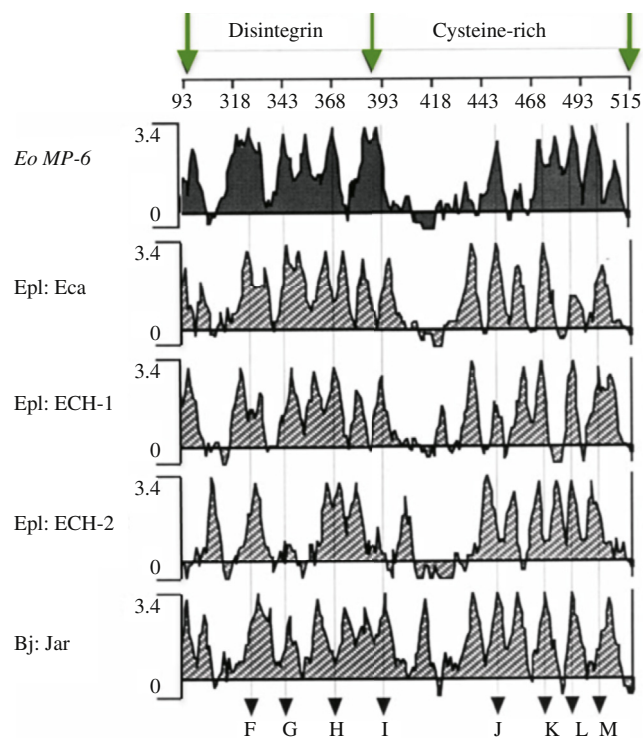 Disintegrin Cysteine-rich
93 318 343 368 393 418 443 468 493 515
3.4
Eo MP-6
0
3.4
Epl: Eca
0
3.4
Epl: ECH-1
0
3.4
Epl: ECH-2
0
3.4
Bj: Jar
0
F G H I J K L M